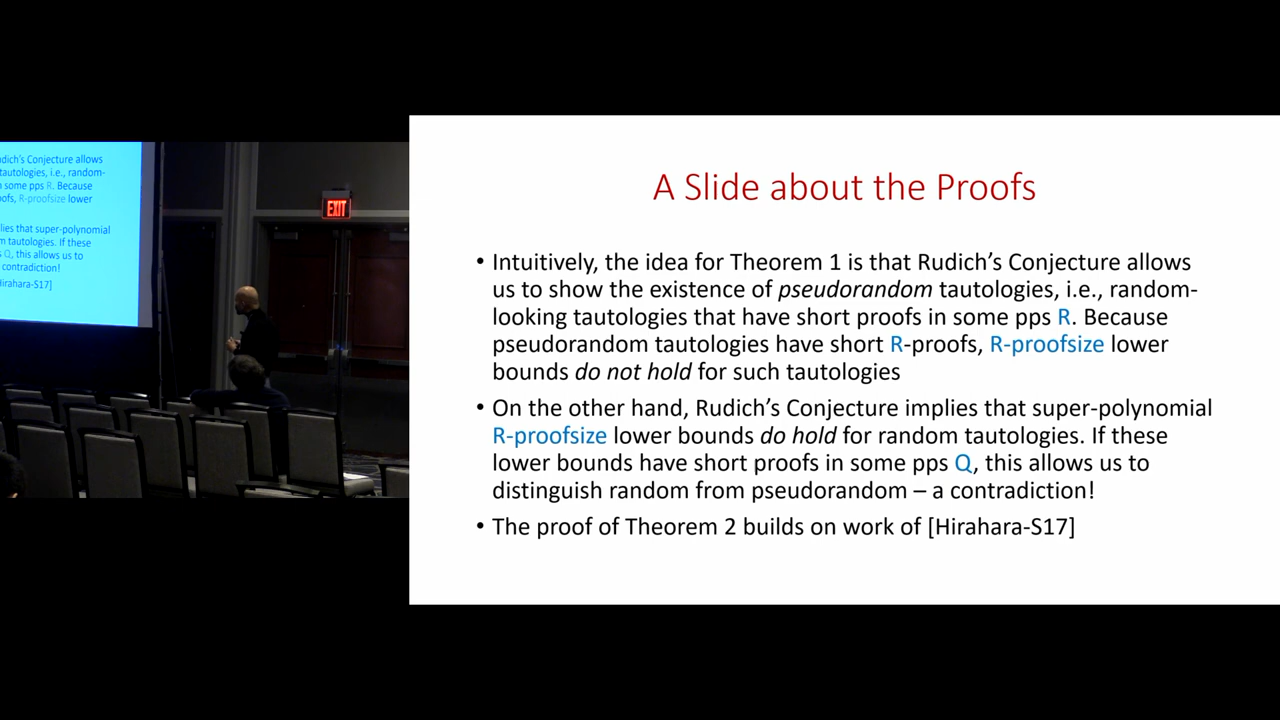 udich's Conjecture allows
tautologies, i.e., random-
some pps R. Because
ofs, R-proofsize lower
lies that super-polynomial
m tautologies. If these
s Q, this allows us to
contradiction!
Hirahara-S17]
EXIT
A Slide about the Proofs
• Intuitively, the idea for Theorem 1 is that Rudich's Conjecture allows
us to show the existence of pseudorandom tautologies, i.e., random-
looking tautologies that have short proofs in some pps R. Because
pseudorandom tautologies have short R-proofs, R-proofsize lower
bounds do not hold for such tautologies
• On the other hand, Rudich's Conjecture implies that super-polynomial
R-proofsize lower bounds do hold for random tautologies. If these
lower bounds have short proofs in some pps Q, this allows us to
distinguish random from pseudorandom – a contradiction!
• The proof of Theorem 2 builds on work of [Hirahara-S17]